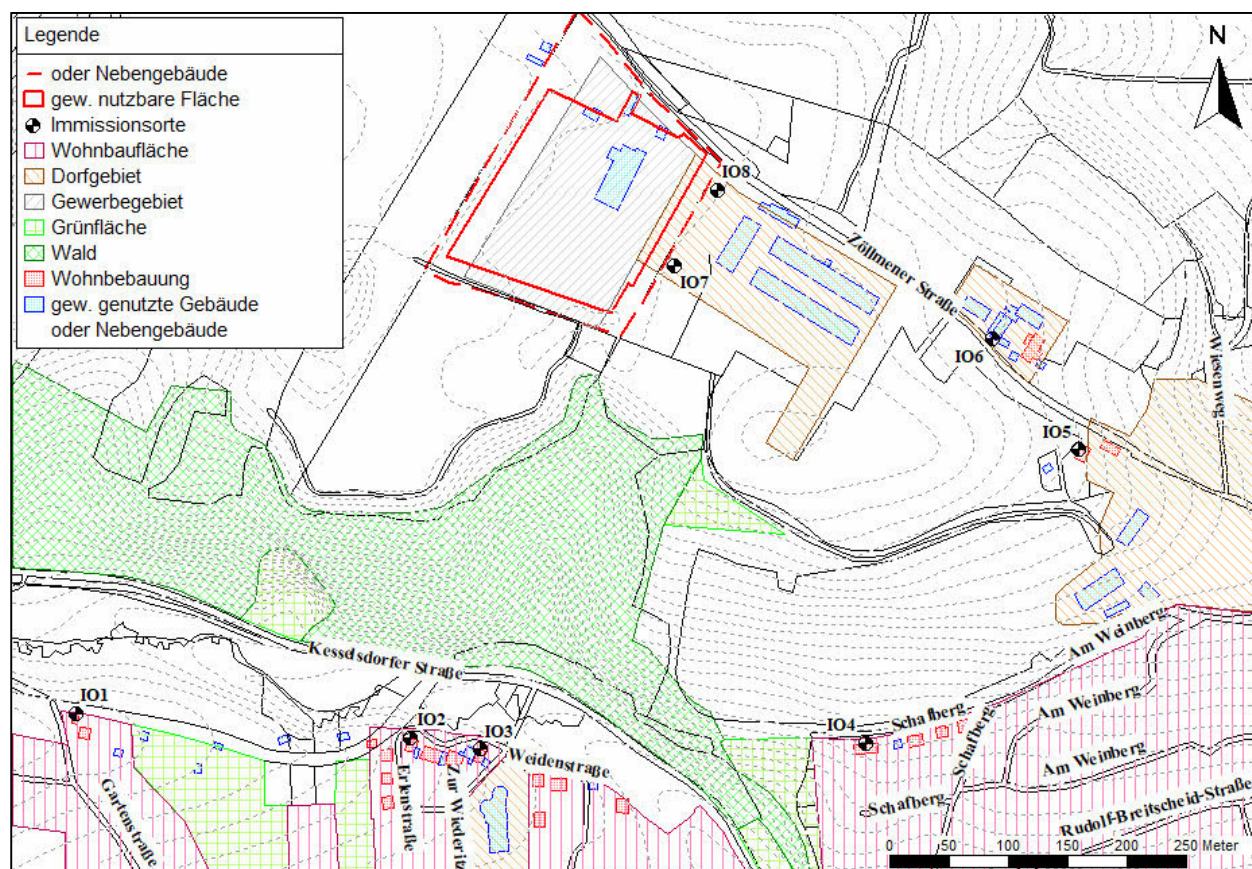 Legende
oder Nebengebäude
gew. nutzbare Fläche
Immissionsorte
Wohnbaufläche
Dorfgebiet
Gewerbegebiet
Grünfläche
Wald
Wohnbebauung
gew. genutzte Gebäude
oder Nebengebäude
N
IO8
Zöllmener Straße
IO7
IO6
Wiesenweg
IO5
Kesselsdorfer Straße
Am Weinberg
IO1
IO2
IO3
Weidenstraße
IO4
Schafberg
Schafberg
Am Weinberg
Am Weinberg
Schafberg
Rudolf-Breitscheid-Straße
Gartenstraße
Erlenstraße
Zur Wiederitz
0 50 100 150 200 250 Meter